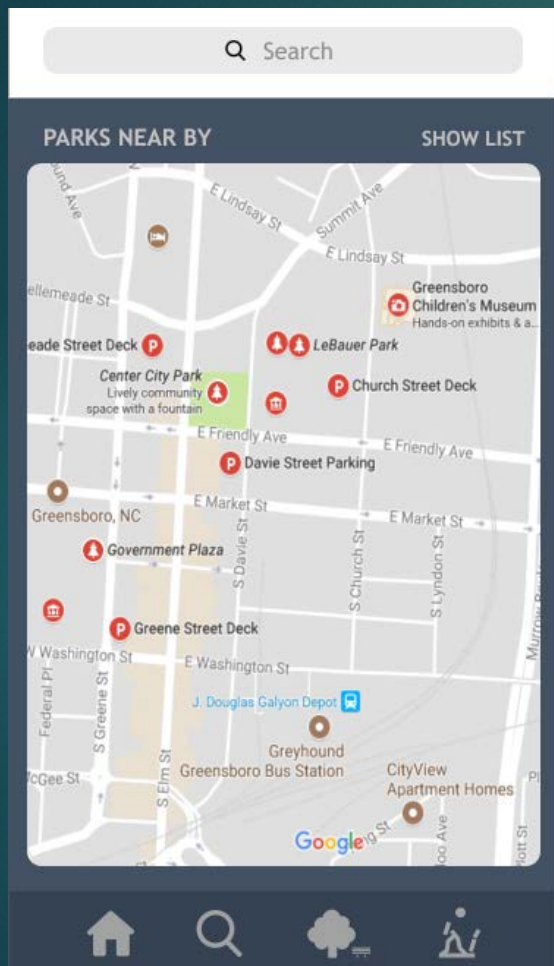 Search
PARKS NEAR BY
SHOW LIST
E Lindsay St
Summit Ave
E Lindsay St
Greensboro
Children's Museum
Hands-on exhibits & a...
ellemeade St
eade Street Deck
P
LeBauer Park
Center City Park
Lively community
space with a fountain
P
Church Street Deck
E Friendly Ave
E Friendly Ave
P
Davie Street Parking
E Market St
E Market St
Greensboro, NC
Government Plaza
S Davie St
S Church St
S Lyndon St
P
Greene Street Deck
W Washington St
E Washington St
Federal Pl
S Greene St
S Elm St
J. Douglas Galyon Depot
Greyhound
Greensboro Bus Station
CityView
Apartment Homes
McGee St
Google